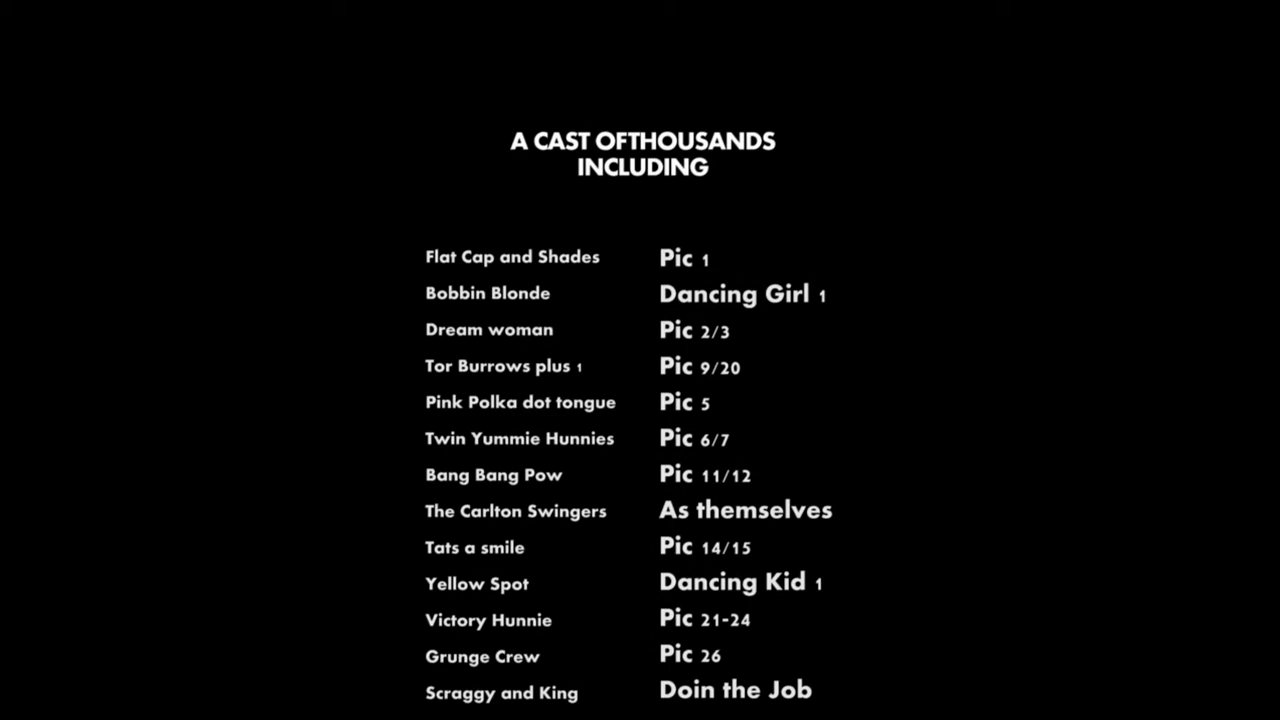 A CAST OFTHOUSANDS
INCLUDING
Flat Cap and Shades Pic 1
Bobbin Blonde Dancing Girl 1
Dream woman Pic 2/3
Tor Burrows plus 1 Pic 9/20
Pink Polka dot tongue Pic 5
Twin Yummie Hunnies Pic 6/7
Bang Bang Pow Pic 11/12
The Carlton Swingers As themselves
Tats a smile Pic 14/15
Yellow Spot Dancing Kid 1
Victory Hunnie Pic 21-24
Grunge Crew Pic 26
Scraggy and King Doin the Job